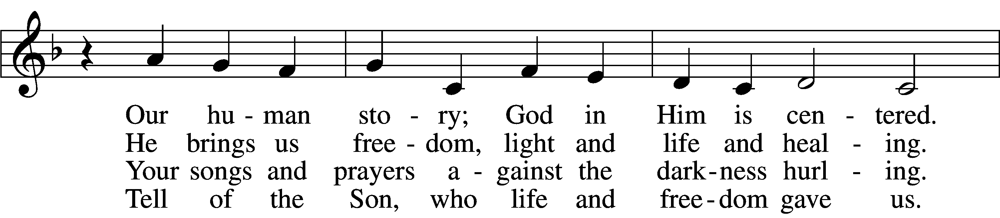 Our hu - man sto - ry; God in Him is cen - tered.
He brings us free - dom, light and life and heal - ing.
Your songs and prayers a - gainst the dark - ness hurl - ing.
Tell of the Son, who life and free - dom gave us.